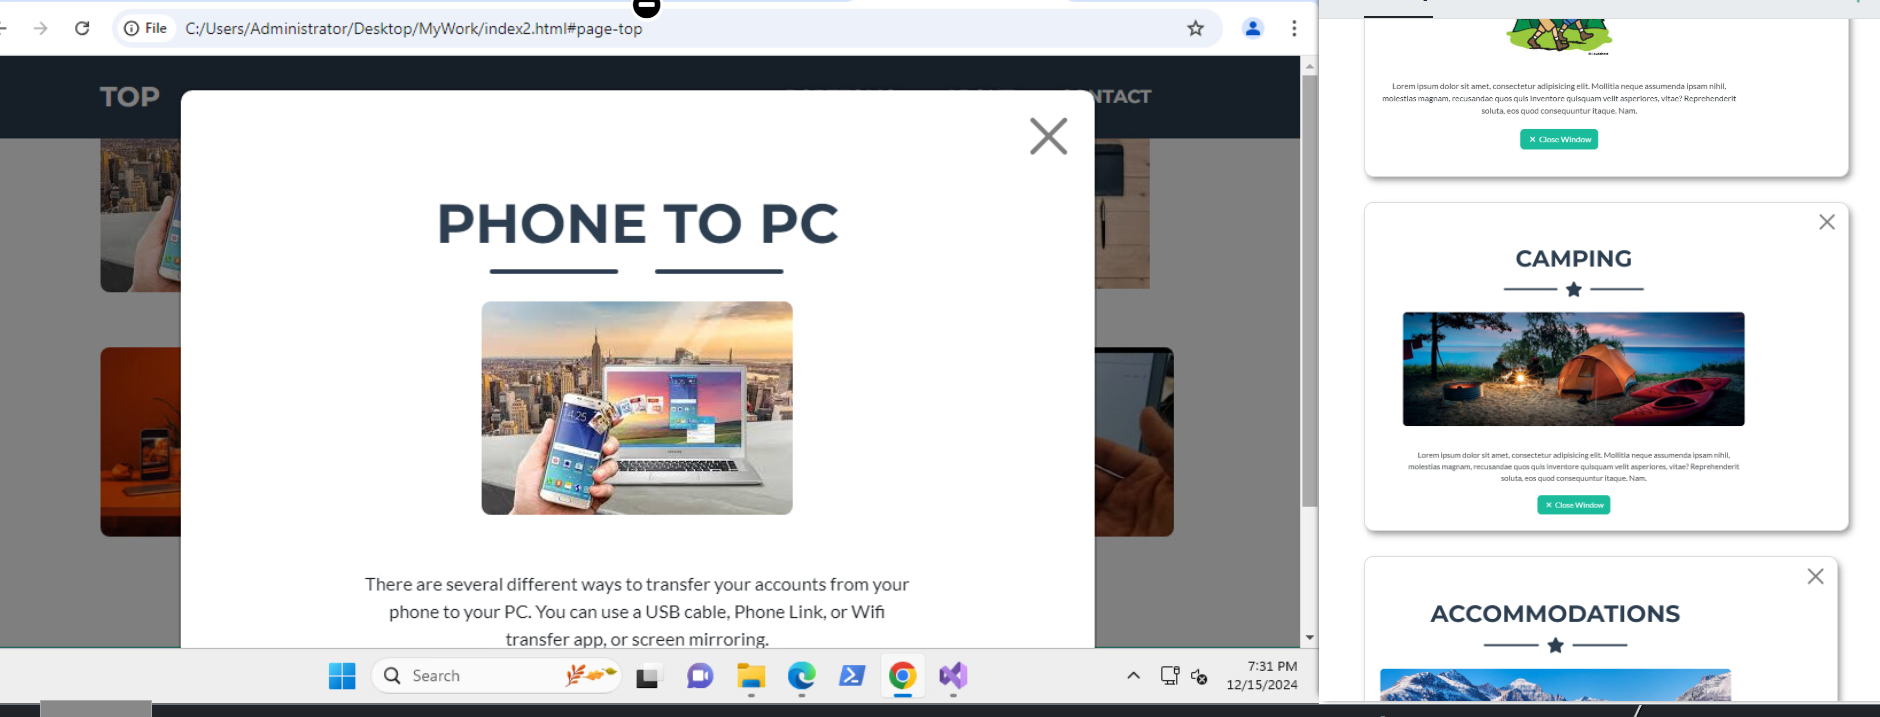 File C:/Users/Administrator/Desktop/MyWork/index2.html#page-top
TOP
NTACT
PHONE TO PC
14:25
There are several different ways to transfer your accounts from your
phone to your PC. You can use a USB cable, Phone Link, or Wifi
transfer app, or screen mirroring.
Search
7:31 PM
12/15/2024
Lorem ipsum dolor sit amet, consectetur adipisicing elit. Mollitia neque assumenda ipsam nihil,
molestias magnam, recusandae quos quis inventore quisquam velit asperiores, vitae? Reprehenderit
soluta, eos quod consequuntur itaque. Nam.
Close Window
CAMPING
Lorem ipsum dolor sit amet, consectetur adipisicing elit. Mollitia neque assumenda ipsam nihil,
molestias magnam, recusandae quos quis inventore quisquam velit asperiores, vitae? Reprehenderit
soluta, eos quod consequuntur itaque. Nam.
Close Window
ACCOMMODATIONS